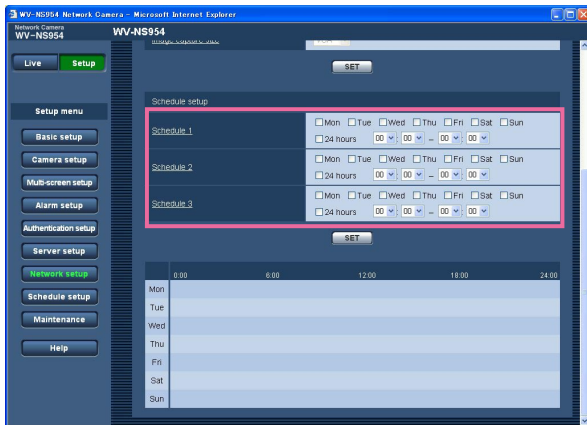 WV-NS954 Network Camera - Microsoft Internet Explorer
Network Camera
WV-NS954
WV-NS954
Live Setup
Image capture size
SET
Setup menu
Basic setup
Camera setup
Multi-screen setup
Alarm setup
Authentication setup
Server setup
Network setup
Schedule setup
Maintenance
Help
Schedule setup
Schedule 1
Mon Tue Wed Thu Fri Sat Sun
24 hours 00 : 00 – 00 : 00
Schedule 2
Mon Tue Wed Thu Fri Sat Sun
24 hours 00 : 00 – 00 : 00
Schedule 3
Mon Tue Wed Thu Fri Sat Sun
24 hours 00 : 00 – 00 : 00
SET
0:00 6:00 12:00 18:00 24:00
Mon
Tue
Wed
Thu
Fri
Sat
Sun